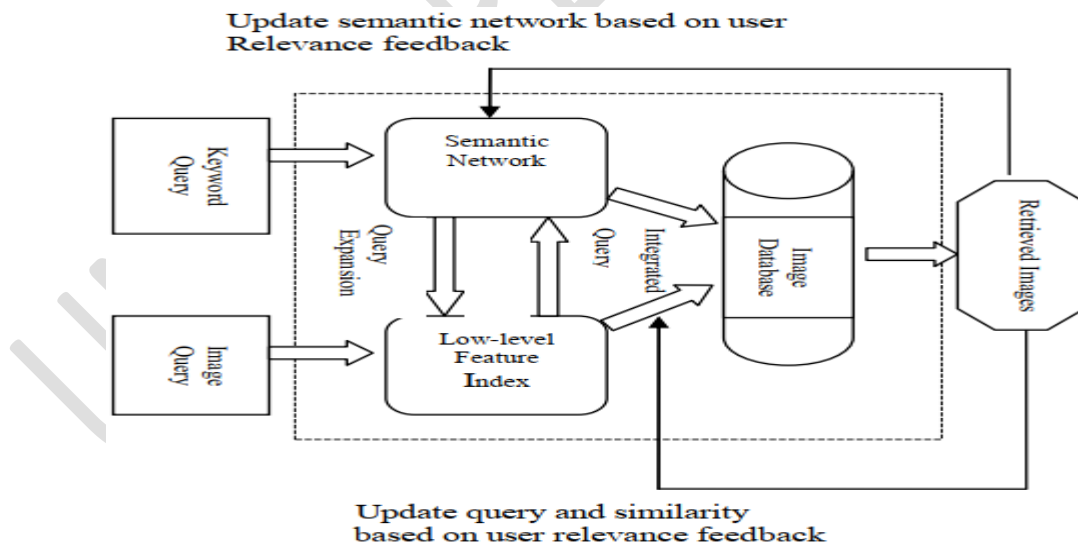 Update semantic network based on user
Relevance feedback
Keyword
Query
Semantic
Network
Query
Expansion
Integrated
Query
Image
Database
Retrieved Images
Image
Query
Low-level
Feature
Index
Update query and similarity
based on user relevance feedback